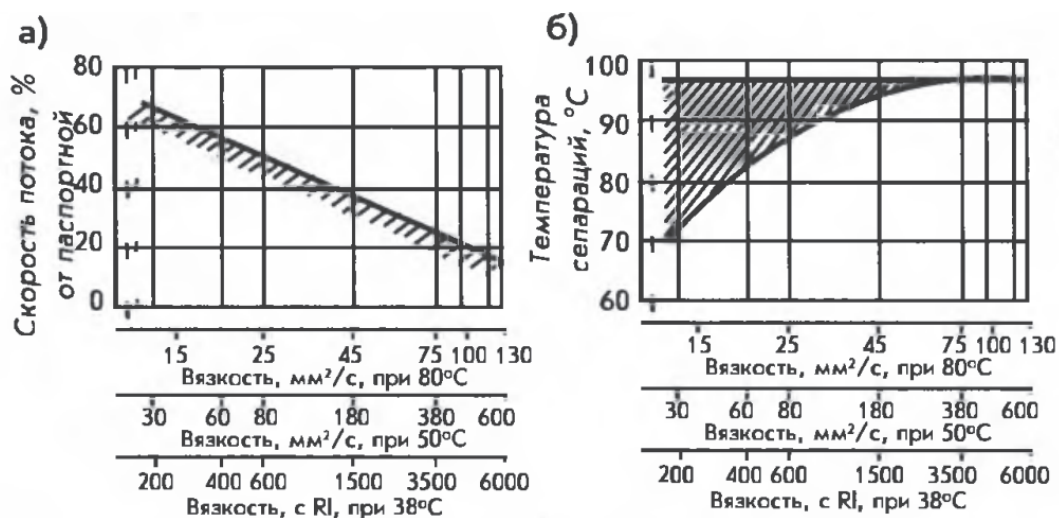 а)
Скорость потока, %
от паспортной
80
60
40
20
0
15 25 45 75 100 130
Вязкость, мм²/с, при 80°С
30 60 80 180 380 600
Вязкость, мм²/с, при 50°С
200 400 600 1500 3500 6000
Вязкость, с RI, при 38°С
б)
Температура
сепараций, °С
100
90
80
70
60
15 25 45 75 100 130
Вязкость, мм²/с, при 80°С
30 60 80 180 380 600
Вязкость, мм²/с, при 50°С
200 400 600 1500 3500 6000
Вязкость, с RI, при 38°С